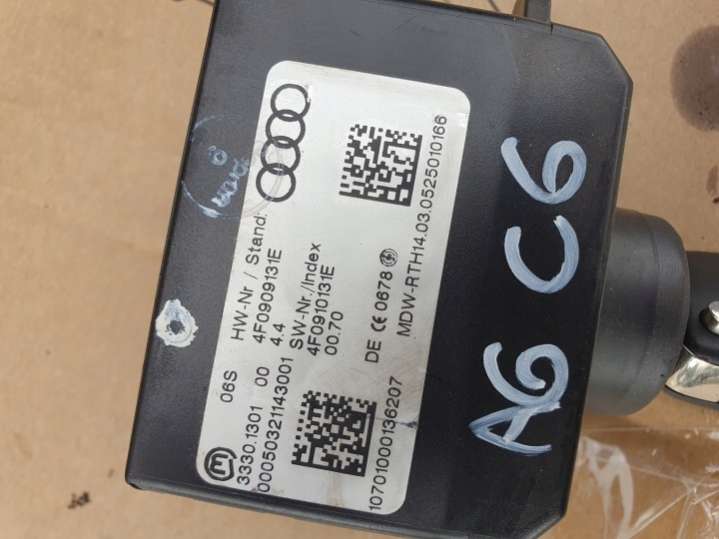 HW-Nr / Stand:
4F0909131E
4.4
SW-Nr./Index
4F0910131E
00.70
DE CE 0678
MDW-RTH14.03.0525010166
06S
3330.1301 00
00050321143001
10701000136207
A6 C6